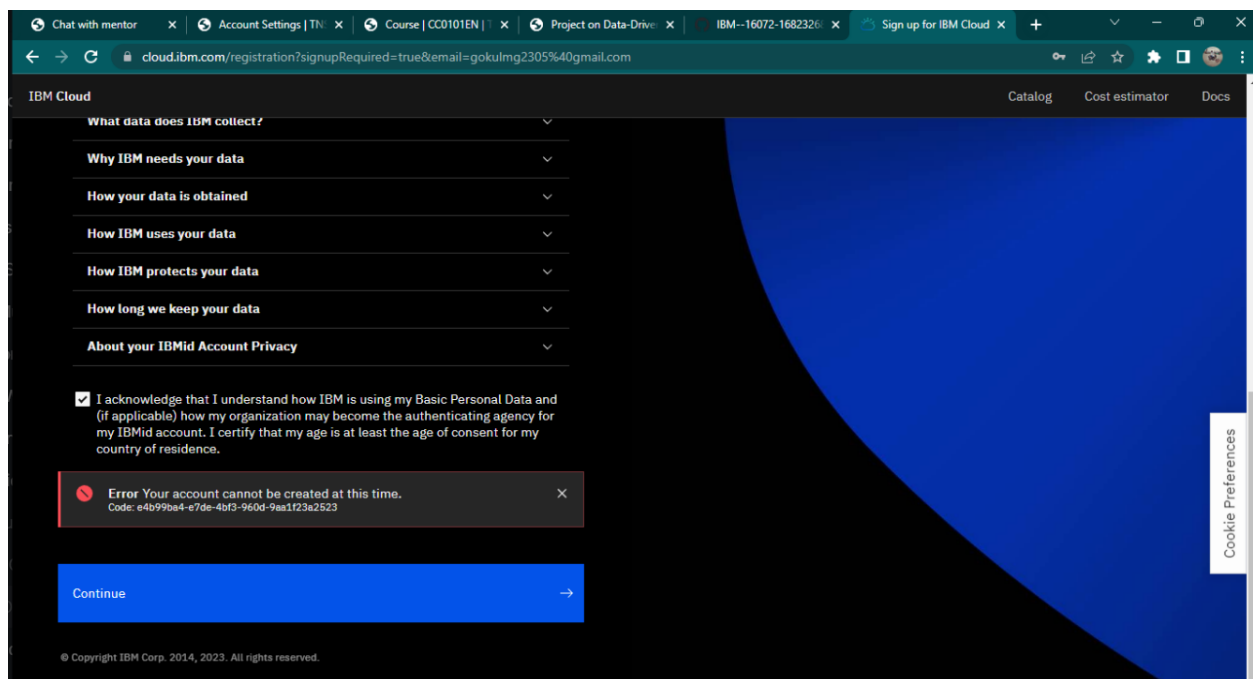 Chat with mentor
Account Settings | TN
Course | CC0101EN | T
Project on Data-Drive
IBM--16072-1682326
Sign up for IBM Cloud
cloud.ibm.com/registration?signupRequired=true&email=gokulmg2305%40gmail.com
IBM Cloud
Catalog
Cost estimator
Docs
What data does IBM collect?
Why IBM needs your data
How your data is obtained
How IBM uses your data
How IBM protects your data
How long we keep your data
About your IBMid Account Privacy
I acknowledge that I understand how IBM is using my Basic Personal Data and
(if applicable) how my organization may become the authenticating agency for
my IBMid account. I certify that my age is at least the age of consent for my
country of residence.
Error Your account cannot be created at this time.
Code: e4b99ba4-e7de-4bf3-960d-9aa1f23a2523
Cookie Preferences
Continue
© Copyright IBM Corp. 2014, 2023. All rights reserved.